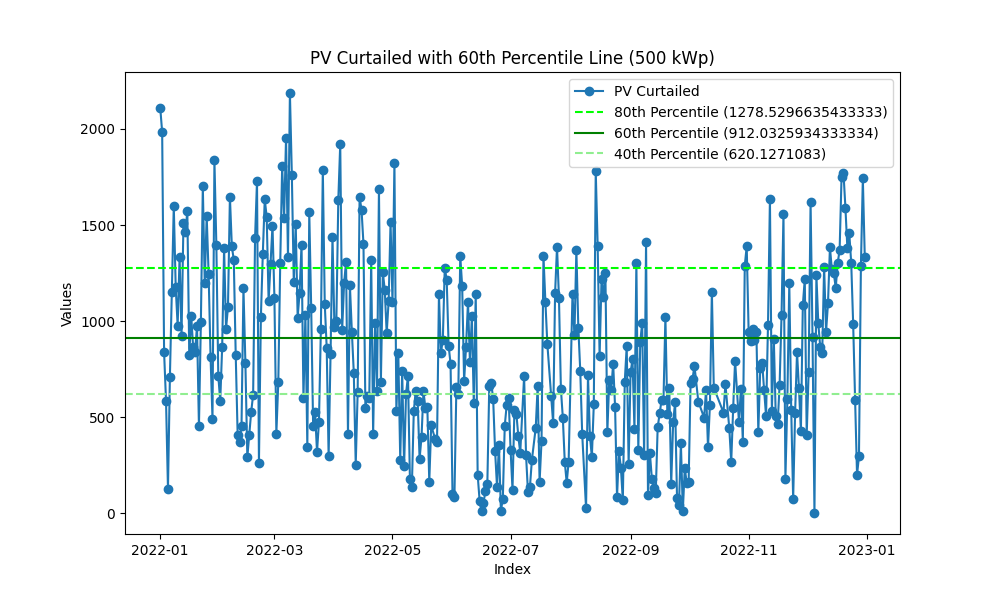 PV Curtailed with 60th Percentile Line (500 kWp)
PV Curtailed
80th Percentile (1278.5296635433333)
60th Percentile (912.0325934333334)
40th Percentile (620.1271083)
Values
2000
1500
1000
500
0
2022-01 2022-03 2022-05 2022-07 2022-09 2022-11 2023-01
Index